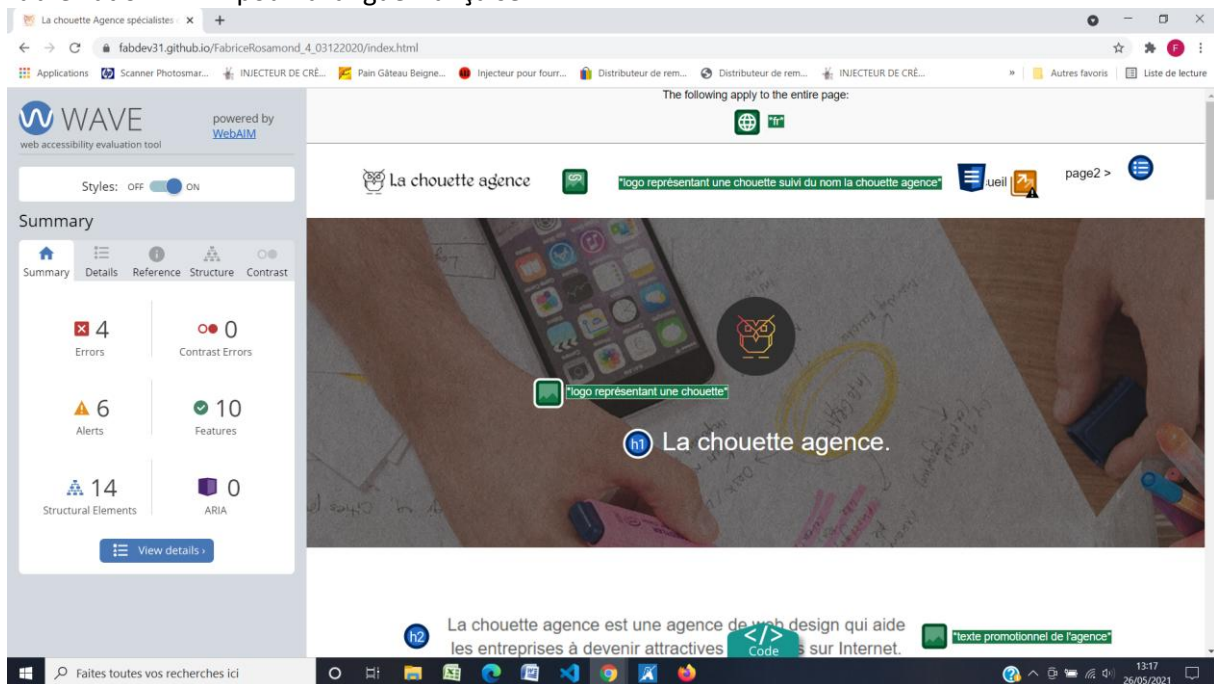 La chouette Agence spécialistes
fabdev31.github.io/FabriceRosamond_4_03122020/index.html
F
Applications Scanner Photosmar... INJECTEUR DE CRÉ... Pain Gâteau Beigne... Injecteur pour fourr... Distributeur de rem... Distributeur de rem... INJECTEUR DE CRÉ... » Autres favoris Liste de lecture
WAVE
web accessibility evaluation tool
powered by
WebAIM
Styles: OFF ON
Summary
Summary Details Reference Structure Contrast
4
Errors
0
Contrast Errors
6
Alerts
10
Features
14
Structural Elements
0
ARIA
View details ›
The following apply to the entire page:
"fr"
La chouette agence
*logo représentant une chouette suivi du nom la chouette agence*
ueil
page2 >
*logo représentant une chouette*
h1 La chouette agence.
h2
La chouette agence est une agence de web design qui aide
les entreprises à devenir attractives sur Internet.
</>
Code
*texte promotionnel de l'agence*
Faites toutes vos recherches ici
13:17
26/05/2021